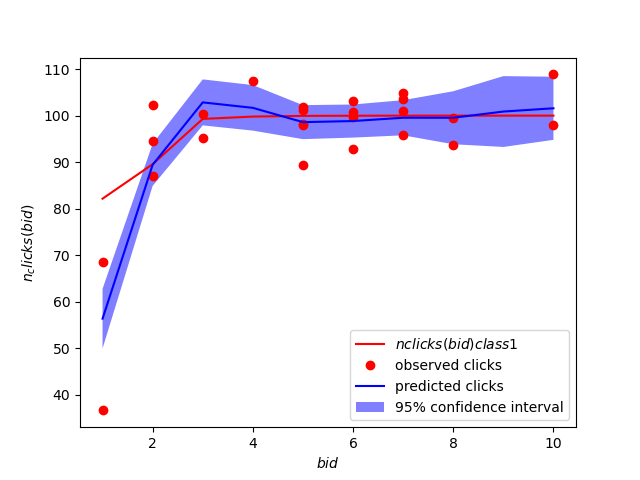 110
100
90
80
70
60
50
40
n_clicks(bid)
2
4
6
8
10
bid
nclicks(bid)class1
observed clicks
predicted clicks
95% confidence interval